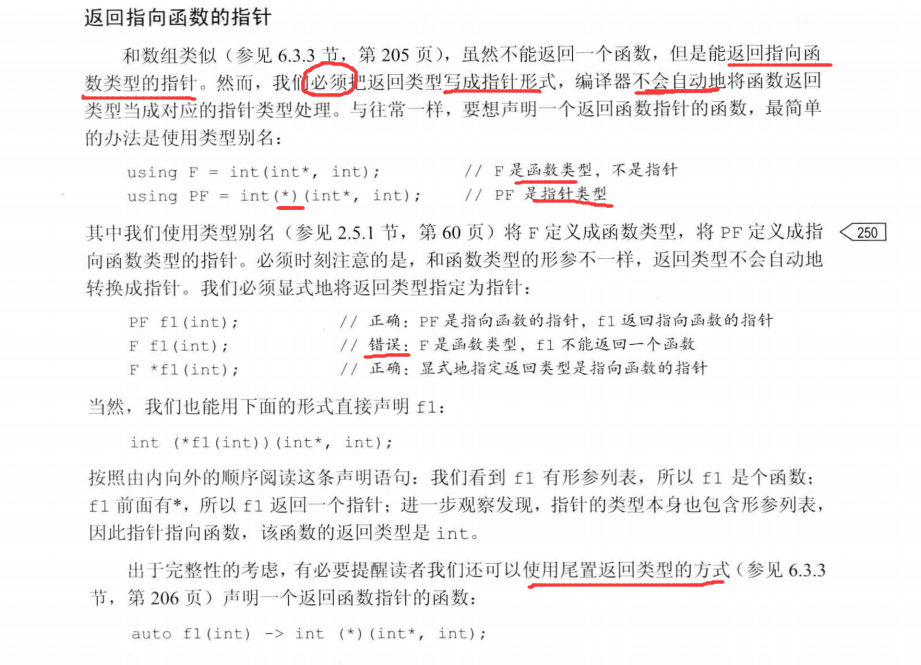 返回指向函数的指针
和数组类似（参见 6.3.3 节，第 205 页），虽然不能返回一个函数，但是能返回指向函
数类型的指针。然而，我们必须把返回类型写成指针形式，编译器不会自动地将函数返回
类型当成对应的指针类型处理。与往常一样，要想声明一个返回函数指针的函数，最简单
的办法是使用类型别名：
using F = int(int*, int); // F 是函数类型，不是指针
using PF = int(*)(int*, int); // PF 是指针类型
其中我们使用类型别名（参见 2.5.1 节，第 60 页）将 F 定义成函数类型，将 PF 定义成指
250
向函数类型的指针。必须时刻注意的是，和函数类型的形参不一样，返回类型不会自动地
转换成指针。我们必须显式地将返回类型指定为指针：
PF f1(int); // 正确：PF 是指向函数的指针，f1 返回指向函数的指针
F f1(int); // 错误：F 是函数类型，f1 不能返回一个函数
F *f1(int); // 正确：显式地指定返回类型是指向函数的指针
当然，我们也能用下面的形式直接声明 f1：
int (*f1(int))(int*, int);
按照由内向外的顺序阅读这条声明语句：我们看到 f1 有形参列表，所以 f1 是个函数；
f1 前面有*，所以 f1 返回一个指针；进一步观察发现，指针的类型本身也包含形参列表，
因此指针指向函数，该函数的返回类型是 int。
出于完整性的考虑，有必要提醒读者我们还可以使用尾置返回类型的方式（参见 6.3.3
节，第 206 页）声明一个返回函数指针的函数：
auto f1(int) -> int (*)(int*, int);